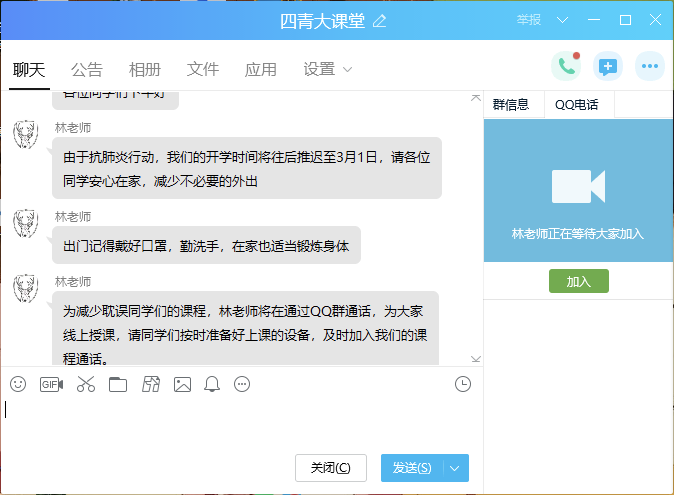 四青大课堂
举报
聊天 公告 相册 文件 应用 设置
各位同学们下午好
林老师
由于抗肺炎行动，我们的开学时间将往后推迟至3月1日，请各位
同学安心在家，减少不必要的外出
林老师
出门记得戴好口罩，勤洗手，在家也适当锻炼身体
林老师
为减少耽误同学们的课程，林老师将在通过QQ群通话，为大家
线上授课，请同学们按时准备好上课的设备，及时加入我们的课
程通话。
GIF
关闭(C) 发送(S)
群信息 QQ电话
林老师正在等待大家加入
加入